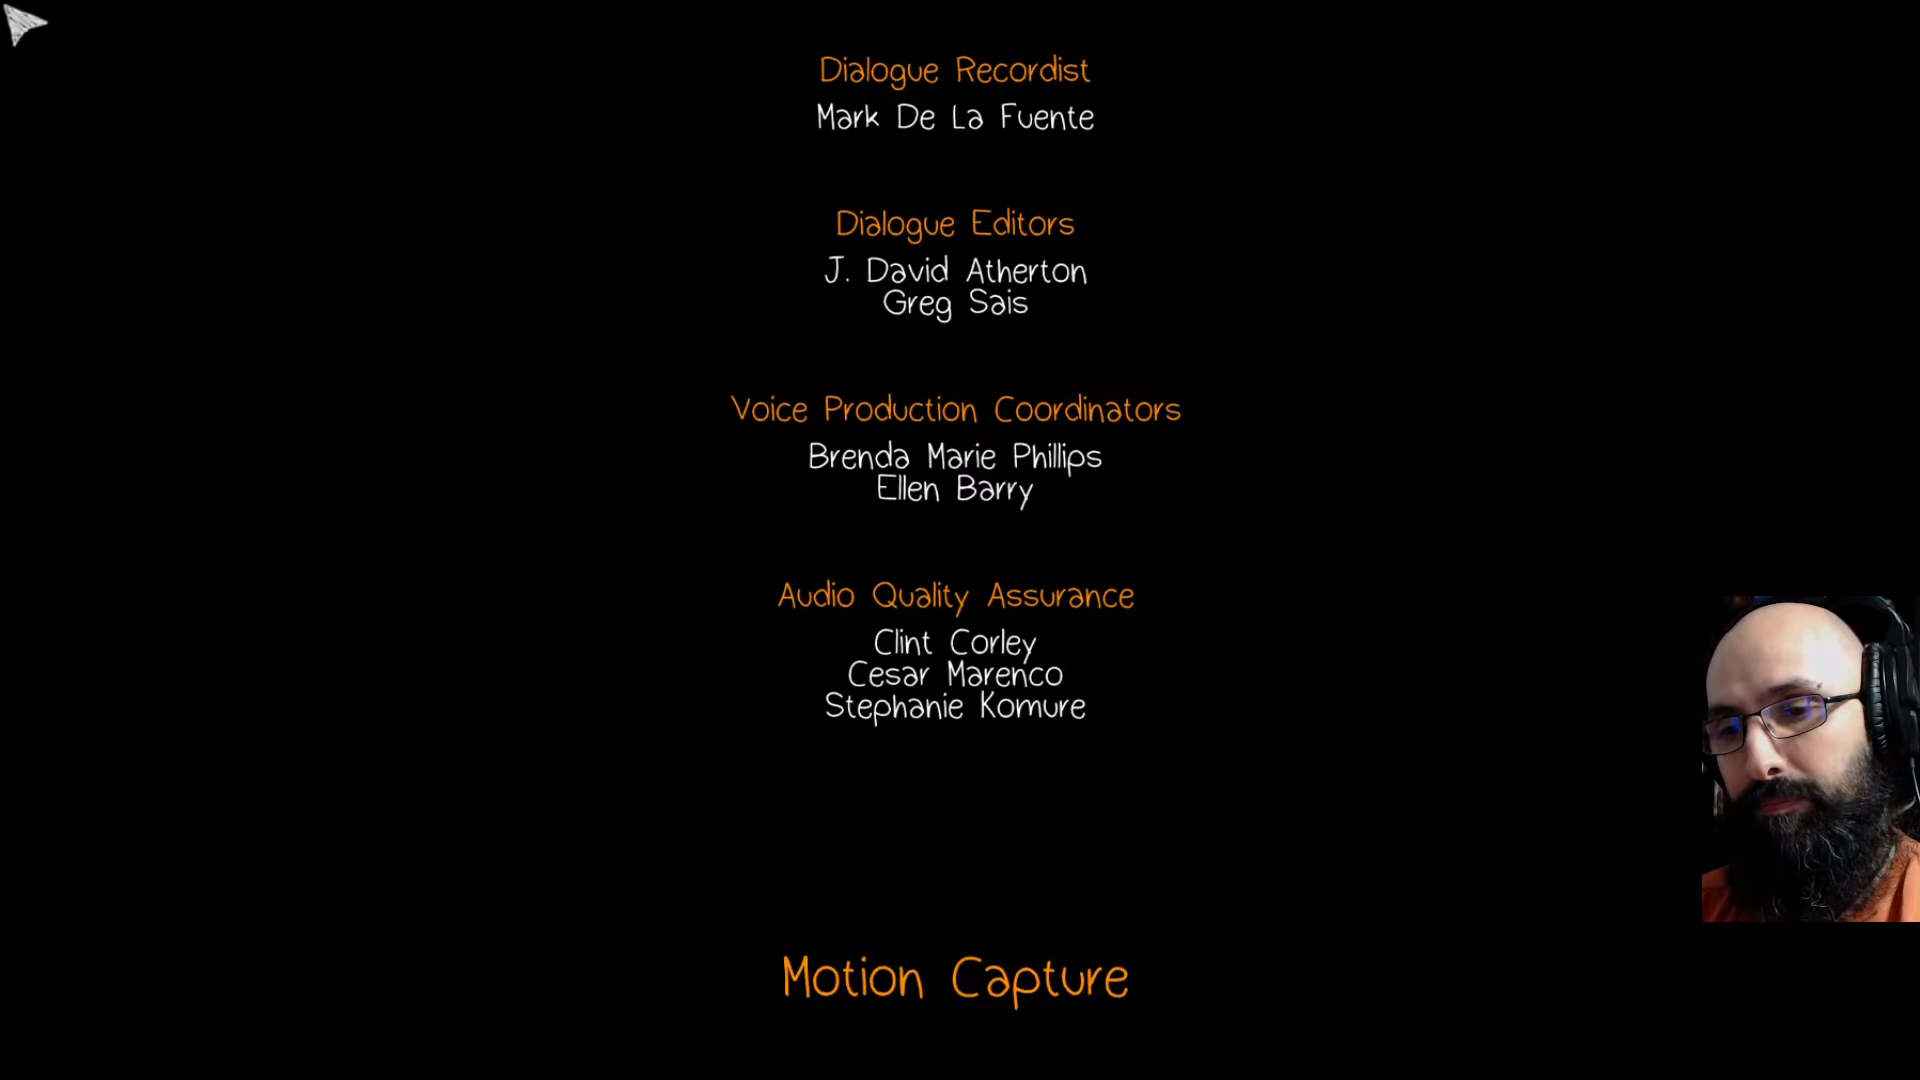 Dialogue Recordist
Mark De La Fuente
Dialogue Editors
J. David Atherton
Greg Sais
Voice Production Coordinators
Brenda Marie Phillips
Ellen Barry
Audio Quality Assurance
Clint Corley
Cesar Marenco
Stephanie Komure
Motion Capture